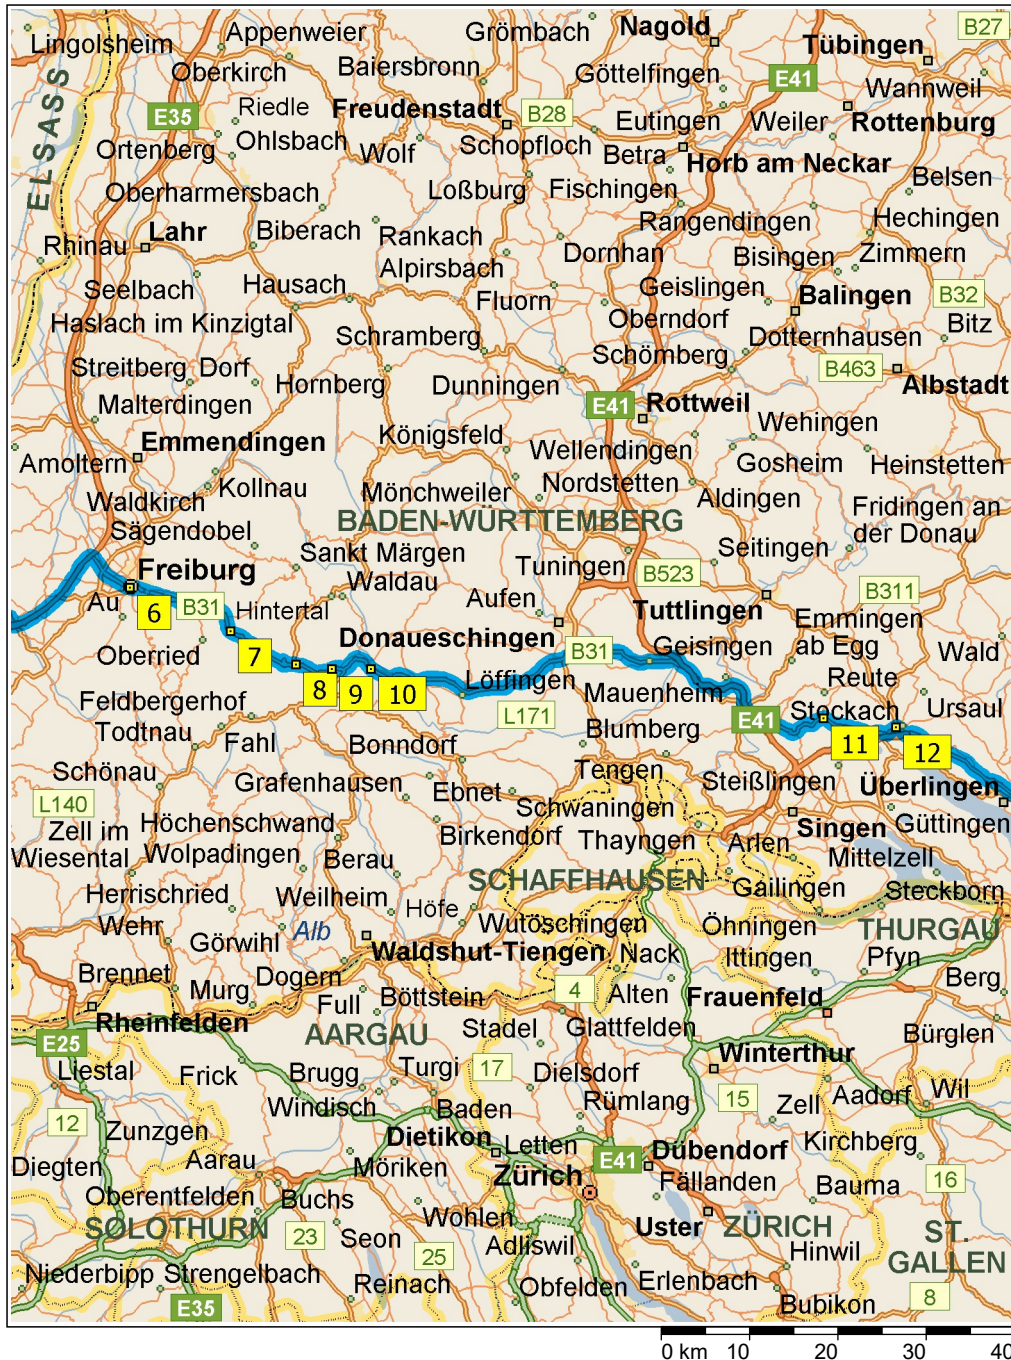 Lingolsheim
Appenweier
Grömbach
Nagold
B27
Tübingen
Oberkirch
Baiersbronn
Göttelfingen
E41
Wannweil
ELSASS
E35
Riedle
Freudenstadt
B28
Eutingen
Weiler
Rottenburg
Ortenberg
Ohlsbach
Wolf
Schopfloch
Betra
Horb am Neckar
Oberharmersbach
Loßburg
Fischingen
Belsen
Rhinau
Lahr
Biberach
Rankach
Rangendingen
Hechingen
Dornhan
Bisingen
Zimmern
Seelbach
Hausach
Alpirsbach
Geislingen
Balingen
B32
Fluorn
Haslach im Kinzigtal
Schramberg
Oberndorf
Dotternhausen
Bitz
Streitberg
Dorf
Hornberg
Dunningen
Schömberg
B463
Albstadt
Malterdingen
E41
Rottweil
Wehingen
Emmendingen
Königsfeld
Wellendingen
Amoltern
Kollnau
Gosheim
Heinstetten
Waldkirch
Mönchweiler
Nordstetten
Aldingen
Fridingen an
der Donau
Sägendobel
BADEN-WÜRTTEMBERG
Sankt Märgen
Seitingen
Freiburg
Waldau
Tuningen
B523
B311
Au
6
B31
Hintertal
Aufen
Tuttlingen
Emmingen
ab Egg
Oberried
7
Donaueschingen
B31
Geisingen
Wald
8
9
10
Löffingen
Mauenheim
Reute
Feldbergerhof
L171
E41
Stockach
Ursaul
Todtnau
Fahl
Bonndorf
Blumberg
11
12
Schönau
Grafenhausen
Tengen
Steißlingen
Überlingen
L140
Ebnet
Schwaningen
Zell im
Wiesental
Höchenschwand
Birkendorf
Thayngen
Singen
Güttingen
Wolpadingen
Berau
Arlen
Mittelzell
Herrischried
Weilheim
SCHAFFHAUSEN
Gailingen
Steckborn
Wehr
Alb
Höfe
Wutöschingen
Öhningen
THURGAU
Görwihl
Waldshut-Tiengen
Nack
Ittingen
Pfyn
Brennet
Dogern
4
Berg
Murg
Full
Böttstein
Alten
Frauenfeld
Rheinfelden
AARGAU
Stadel
Glattfelden
Bürglen
E25
Winterthur
Liestal
Frick
Brugg
Turgi
17
Dielsdorf
Windisch
Baden
Rümlang
15
Zell
Aadorf
Wil
12
Zunzgen
Dietikon
Letten
Dübendorf
Kirchberg
Diegten
Aarau
Möriken
Zürich
E41
Fällanden
Bauma
16
Oberentfelden
Buchs
SOLOTHURN
23
Seon
Wohlen
Uster
ZÜRICH
ST.
GALLEN
25
Adliswil
Hinwil
Niederbipp
Strengelbach
Reinach
Obfelden
Erlenbach
Bubikon
8
E35
0 km 10 20 30 40